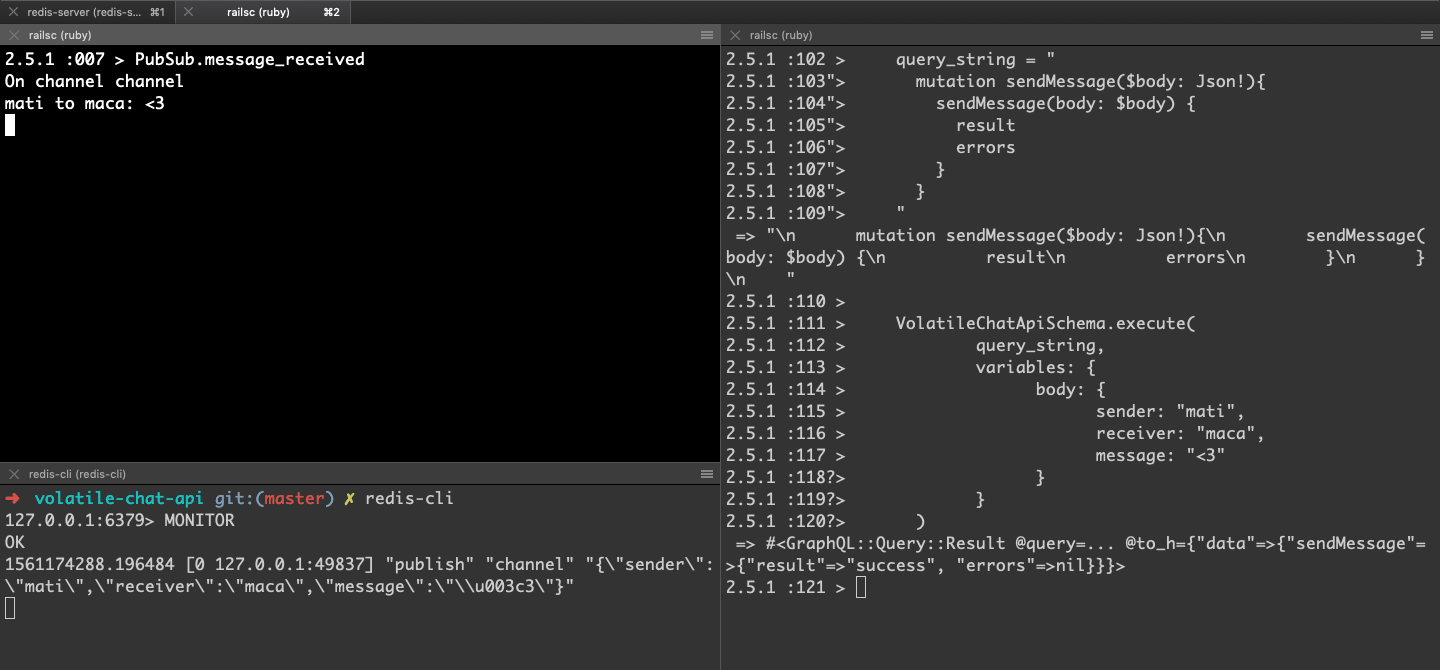 redis-server (redis-s... ⌘1
railsc (ruby) ⌘2
railsc (ruby)
2.5.1 :007 > PubSub.message_received
On channel channel
mati to maca: <3
redis-cli (redis-cli)
➜ volatile-chat-api git:(master) ✗ redis-cli
127.0.0.1:6379> MONITOR
OK
1561174288.196484 [0 127.0.0.1:49837] "publish" "channel" "{\"sender\":
\"mati\",\"receiver\":\"maca\",\"message\":\"\\u003c3\"}"
railsc (ruby)
2.5.1 :102 >     query_string = "
2.5.1 :103">       mutation sendMessage($body: Json!){
2.5.1 :104">         sendMessage(body: $body) {
2.5.1 :105">           result
2.5.1 :106">           errors
2.5.1 :107">         }
2.5.1 :108">       }
2.5.1 :109">     "
 => "\n      mutation sendMessage($body: Json!){\n        sendMessage(
body: $body) {\n          result\n          errors\n        }\n      }
\n    "
2.5.1 :110 >
2.5.1 :111 >     VolatileChatApiSchema.execute(
2.5.1 :112 >             query_string,
2.5.1 :113 >             variables: {
2.5.1 :114 >                   body: {
2.5.1 :115 >                         sender: "mati",
2.5.1 :116 >                         receiver: "maca",
2.5.1 :117 >                         message: "<3"
2.5.1 :118?>                   }
2.5.1 :119?>             }
2.5.1 :120?>       )
 => #<GraphQL::Query::Result @query=... @to_h={"data"=>{"sendMessage"=
>{"result"=>"success", "errors"=>nil}}}>
2.5.1 :121 >